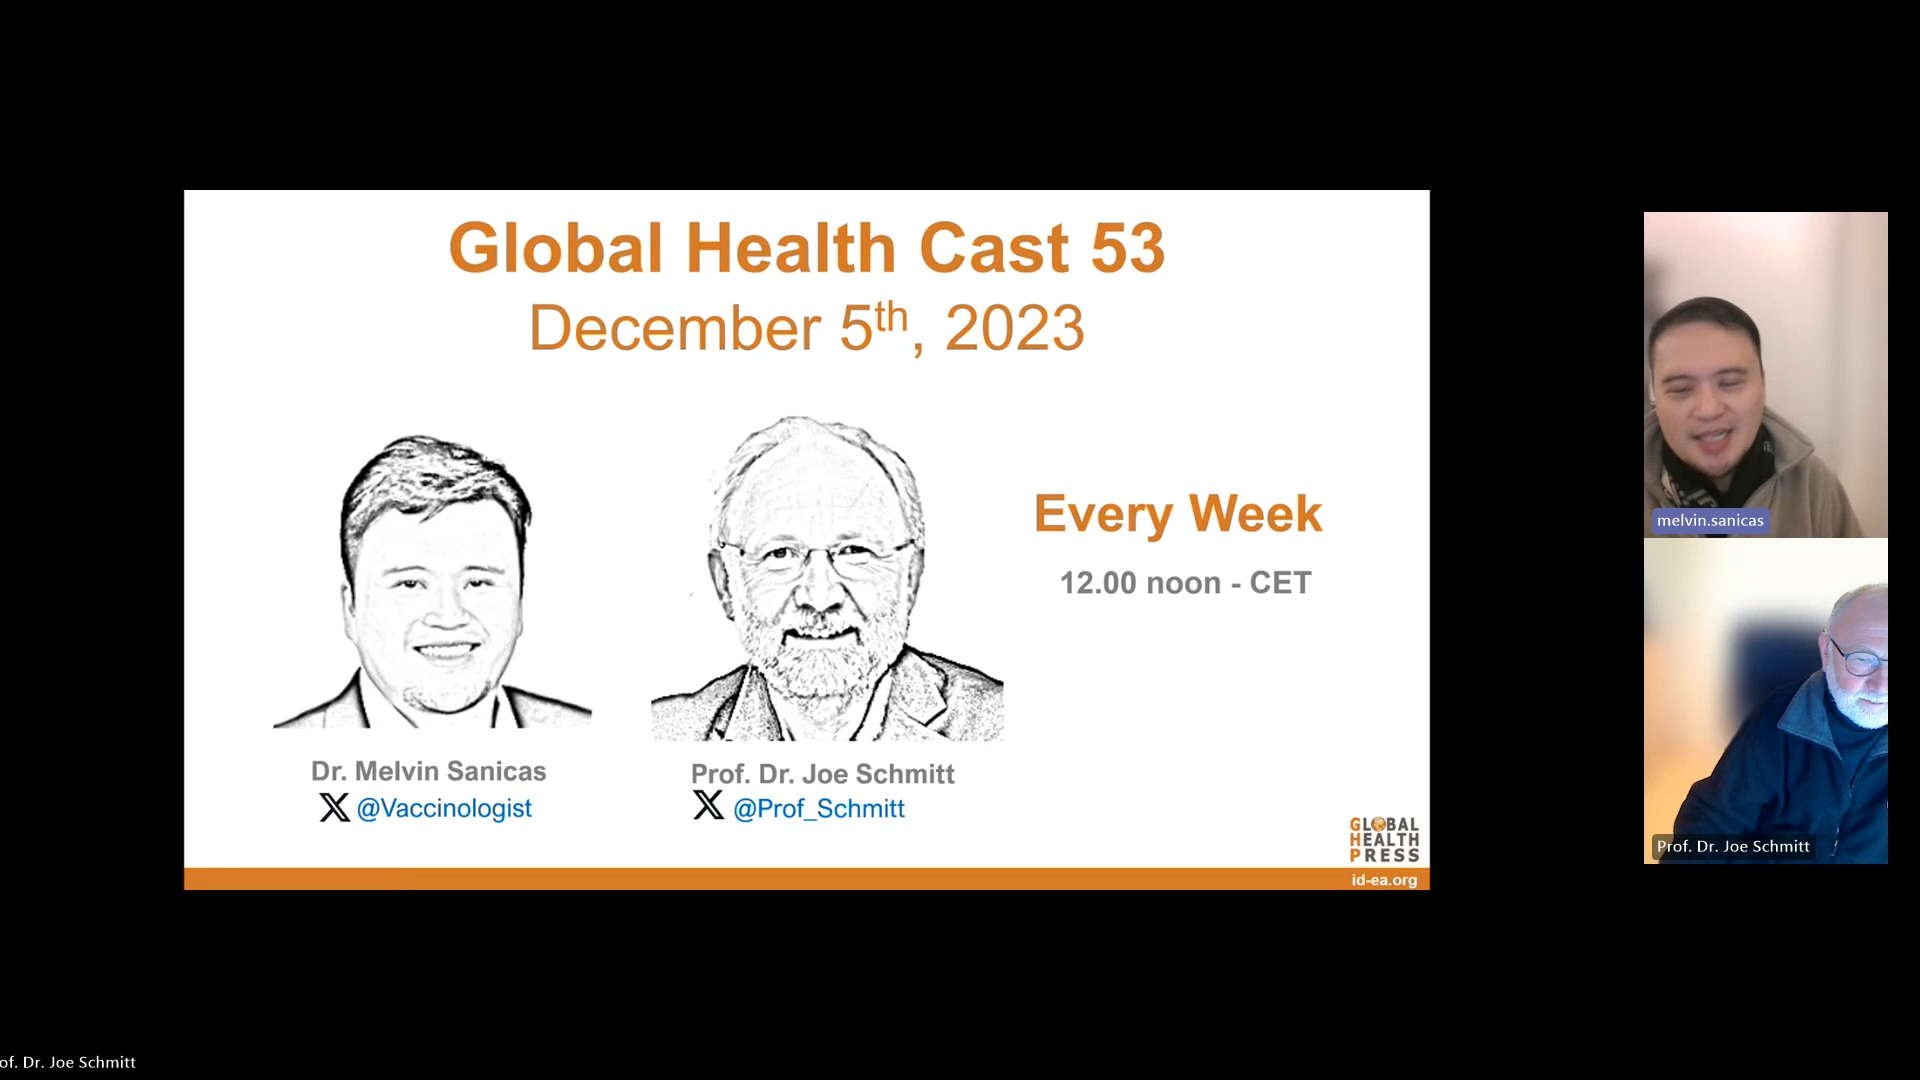 Global Health Cast 53
December 5th, 2023
Every Week
12.00 noon - CET
Dr. Melvin Sanicas
@Vaccinologist
Prof. Dr. Joe Schmitt
@Prof_Schmitt
GLOBAL
HEALTH
PRESS
id-ea.org
melvin.sanicas
Prof. Dr. Joe Schmitt
of. Dr. Joe Schmitt